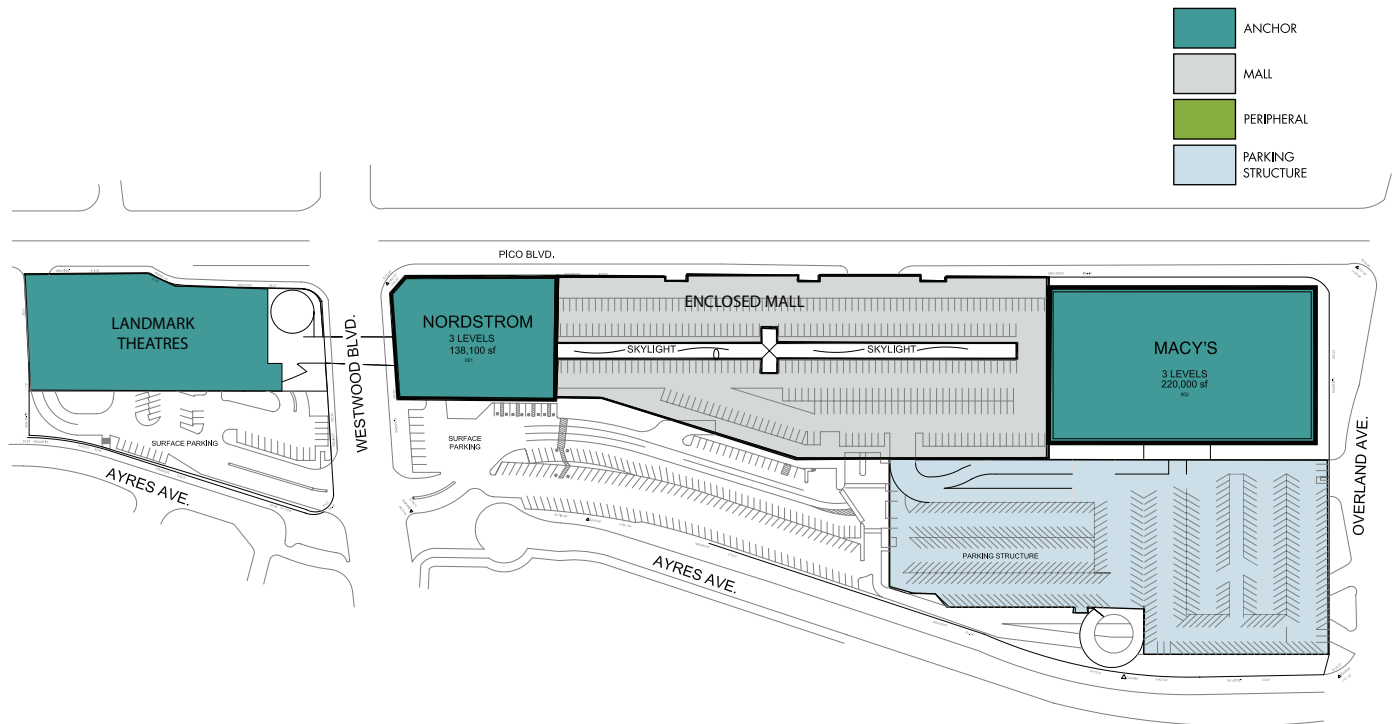 ANCHOR
MALL
PERIPHERAL
PARKING
STRUCTURE
PICO BLVD.
LANDMARK
THEATRES
WESTWOOD BLVD.
NORDSTROM
3 LEVELS
138,100 sf
601
ENCLOSED MALL
SKYLIGHT
SKYLIGHT
MACY'S
3 LEVELS
220,000 sf
602
OVERLAND AVE.
SURFACE PARKING
SURFACE
PARKING
AYRES AVE.
PARKING STRUCTURE
AYRES AVE.